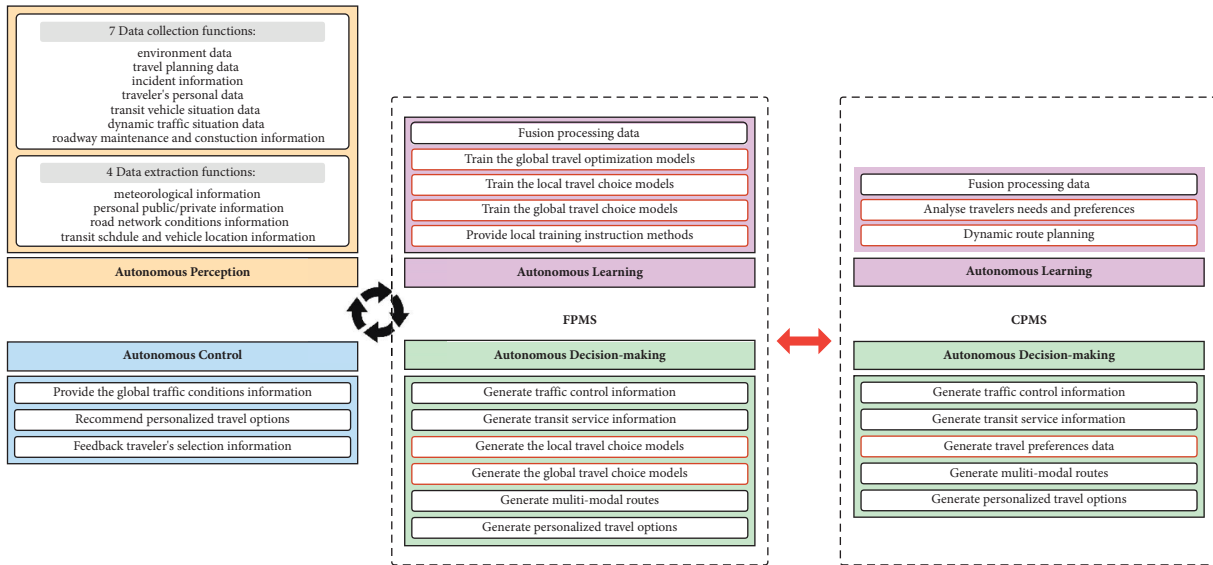 7 Data collection functions:
environment data
travel planning data
incident information
traveler's personal data
transit vehicle situation data
dynamic traffic situation data
roadway maintenance and constuction information
4 Data extraction functions:
meteorological information
personal public/private information
road network conditions information
transit schdule and vehicle location information
Autonomous Perception
Autonomous Control
Provide the global traffic conditions information
Recommend personalized travel options
Feedback traveler's selection information
Fusion processing data
Train the global travel optimization models
Train the local travel choice models
Train the global travel choice models
Provide local training instruction methods
Autonomous Learning
FPMS
Autonomous Decision-making
Generate traffic control information
Generate transit service information
Generate the local travel choice models
Generate the global travel choice models
Generate muliti-modal routes
Generate personalized travel options
Fusion processing data
Analyse travelers needs and preferences
Dynamic route planning
Autonomous Learning
CPMS
Autonomous Decision-making
Generate traffic control information
Generate transit service information
Generate travel preferences data
Generate muliti-modal routes
Generate personalized travel options